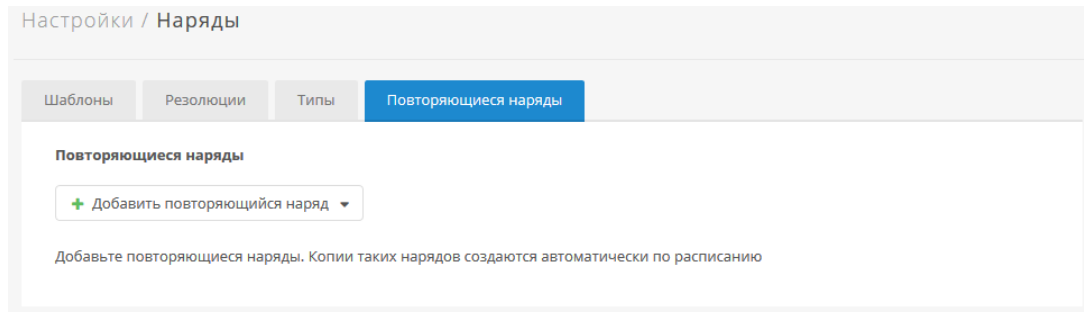 Настройки / Наряды
Шаблоны Резолюции Типы Повторяющиеся наряды
Повторяющиеся наряды
Добавить повторяющийся наряд
Добавьте повторяющиеся наряды. Копии таких нарядов создаются автоматически по расписанию